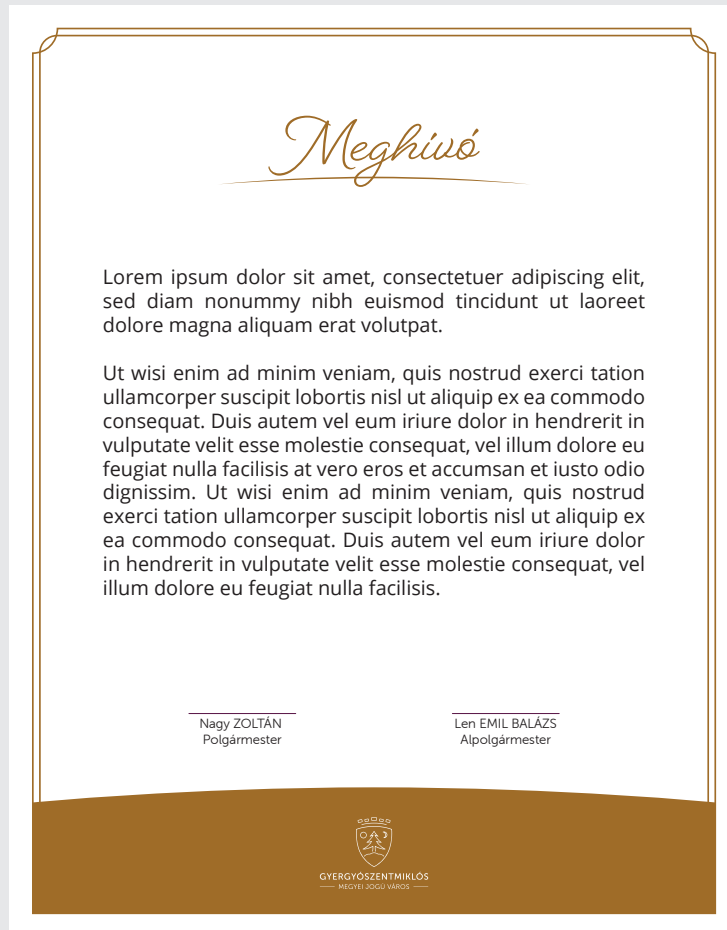 Meghívó
Lorem ipsum dolor sit amet, consectetuer adipiscing elit,
sed diam nonummy nibh euismod tincidunt ut laoreet
dolore magna aliquam erat volutpat.
Ut wisi enim ad minim veniam, quis nostrud exerci tation
ullamcorper suscipit lobortis nisl ut aliquip ex ea commodo
consequat. Duis autem vel eum iriure dolor in hendrerit in
vulputate velit esse molestie consequat, vel illum dolore eu
feugiat nulla facilisis at vero eros et accumsan et iusto odio
dignissim. Ut wisi enim ad minim veniam, quis nostrud
exerci tation ullamcorper suscipit lobortis nisl ut aliquip ex
ea commodo consequat. Duis autem vel eum iriure dolor
in hendrerit in vulputate velit esse molestie consequat, vel
illum dolore eu feugiat nulla facilisis.
Nagy ZOLTÁN
Polgármester
Len EMIL BALÁZS
Alpolgármester
GYERGYÓSZENTMIKLÓS
MEGYEI JOGÚ VÁROS